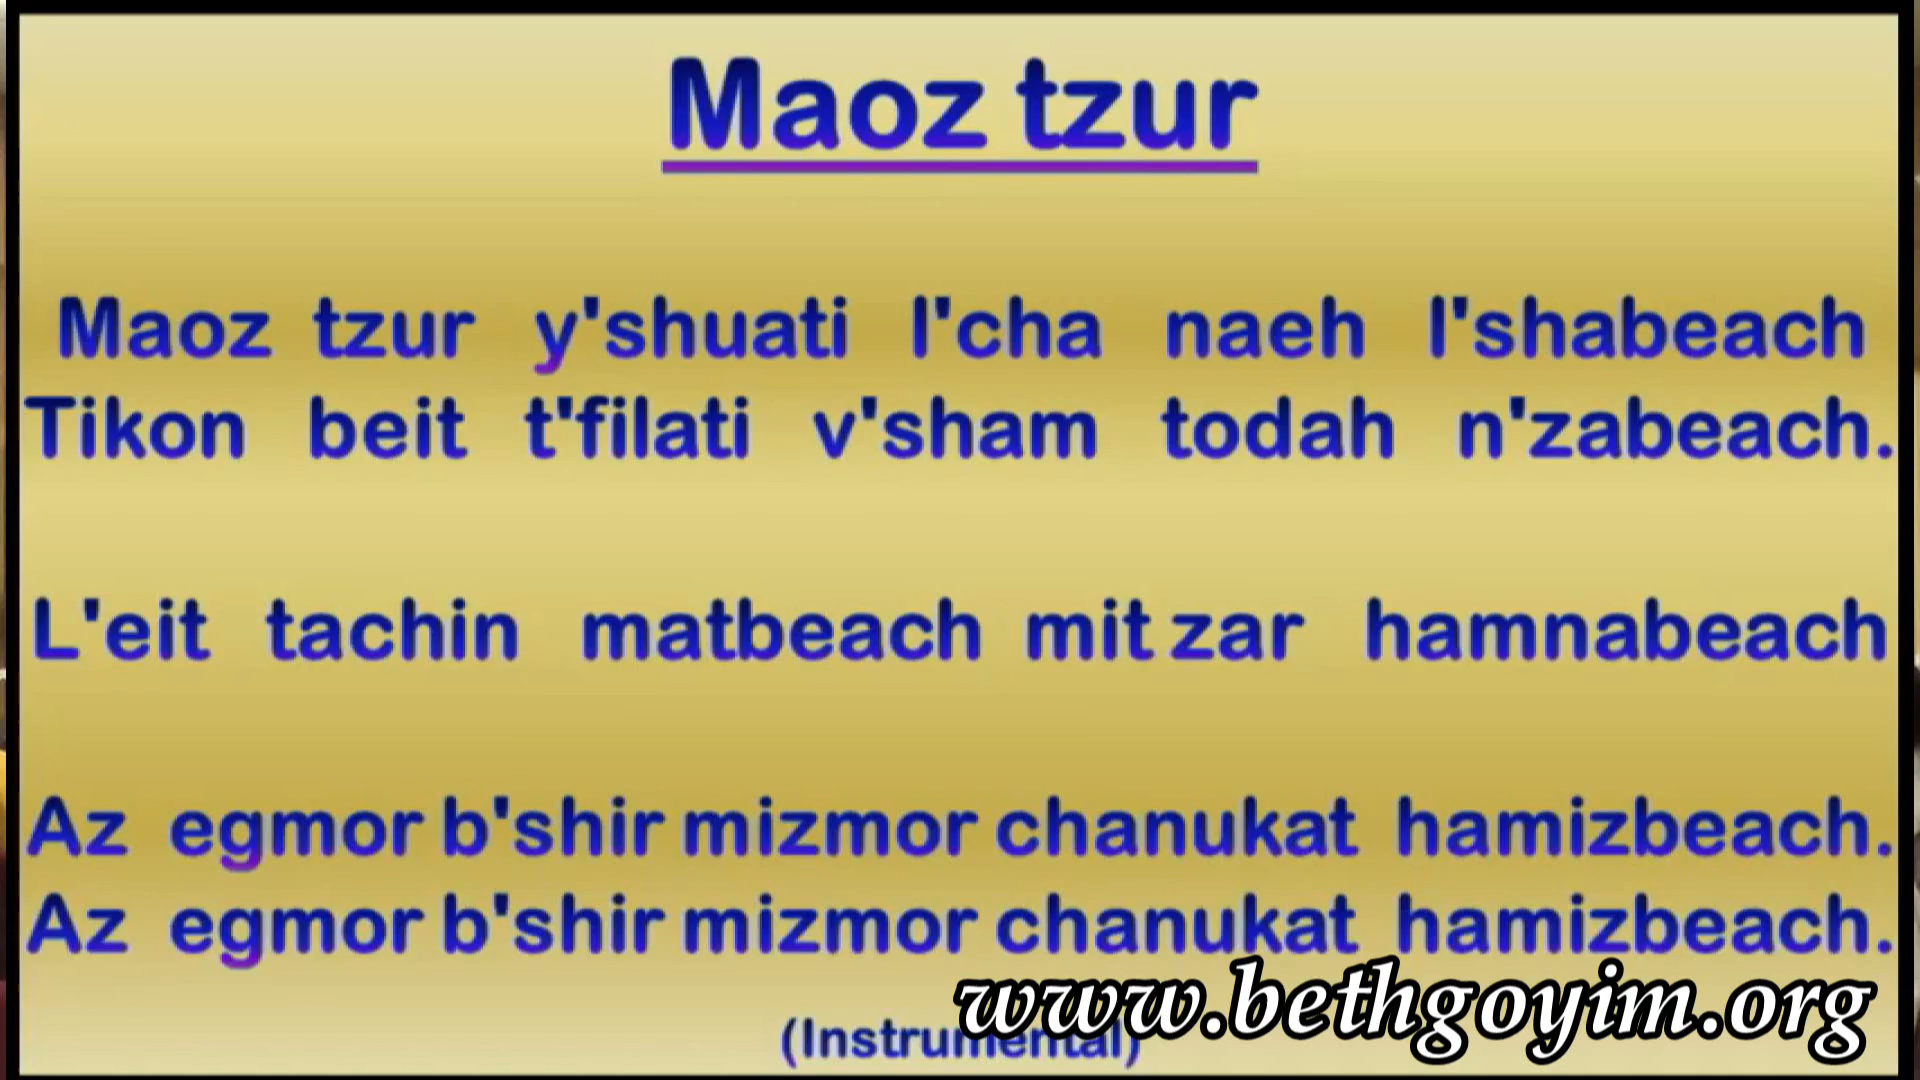 Maoz tzur
Maoz tzur y'shuati l'cha naeh l'shabeach
Tikon beit t'filati v'sham todah n'zabeach.
L'eit tachin matbeach mit zar hamnabeach
Az egmor b'shir mizmor chanukat hamizbeach.
Az egmor b'shir mizmor chanukat hamizbeach.
(Instrumental)
www.bethgoyim.org